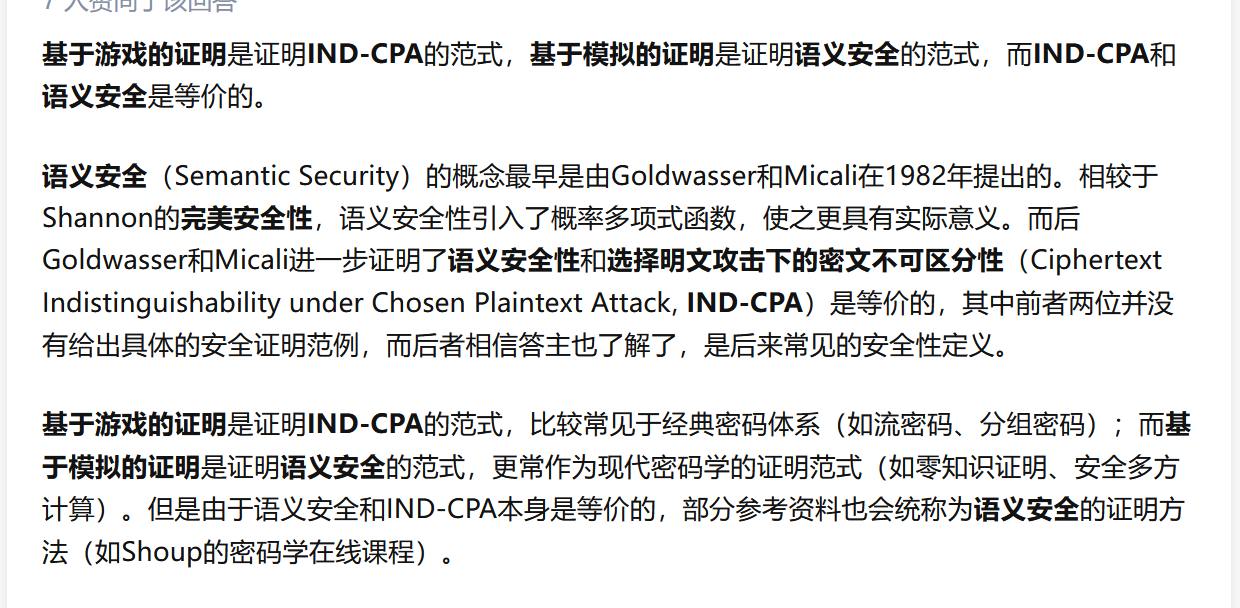 7 人赞同了该回答
基于游戏的证明是证明IND-CPA的范式，基于模拟的证明是证明语义安全的范式，而IND-CPA和
语义安全是等价的。
语义安全（Semantic Security）的概念最早是由Goldwasser和Micali在1982年提出的。相较于
Shannon的完美安全性，语义安全性引入了概率多项式函数，使之更具有实际意义。而后
Goldwasser和Micali进一步证明了语义安全性和选择明文攻击下的密文不可区分性（Ciphertext
Indistinguishability under Chosen Plaintext Attack, IND-CPA）是等价的，其中前者两位并没
有给出具体的安全证明范例，而后者相信答主也了解了，是后来常见的安全性定义。
基于游戏的证明是证明IND-CPA的范式，比较常见于经典密码体系（如流密码、分组密码）；而基
于模拟的证明是证明语义安全的范式，更常作为现代密码学的证明范式（如零知识证明、安全多方
计算）。但是由于语义安全和IND-CPA本身是等价的，部分参考资料也会统称为语义安全的证明方
法（如Shoup的密码学在线课程）。